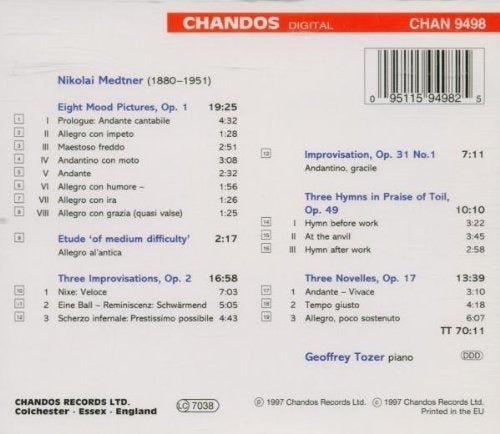 CHANDOS DIGITAL CHAN 9498
Nikolai Medtner (1880–1951)
0 95115 94982 5
Eight Mood Pictures, Op. 1 19:25
1 I Prologue: Andante cantabile 4:32
2 II Allegro con impeto 1:28
3 III Maestoso freddo 2:51
4 IV Andantino con moto 3:08
5 V Andante 2:32
6 VI Allegro con humore – 1:56
7 VII Allegro con ira 1:26
8 VIII Allegro con grazia (quasi valse) 1:25
9 Etude ‘of medium difficulty’ 2:17
Allegro al’antica
Three Improvisations, Op. 2 16:58
10 1 Nixe: Veloce 7:03
11 2 Eine Ball – Reminiszenz: Schwärmend 5:05
12 3 Scherzo infernale: Prestissimo possibile 4:43
13 Improvisation, Op. 31 No.1 7:11
Andantino, gracile
Three Hymns in Praise of Toil,
Op. 49 10:10
14 I Hymn before work 3:22
15 II At the anvil 3:45
16 III Hymn after work 2:58
Three Novelles, Op. 17 13:39
17 1 Andante – Vivace 3:10
18 2 Tempo giusto 4:18
19 3 Allegro, poco sostenuto 6:05
TT 70:11
Geoffrey Tozer piano DDD
CHANDOS RECORDS LTD.
Colchester · Essex · England
LC 7038
℗ 1997 Chandos Records Ltd. © 1997 Chandos Records Ltd.
Printed in the EU